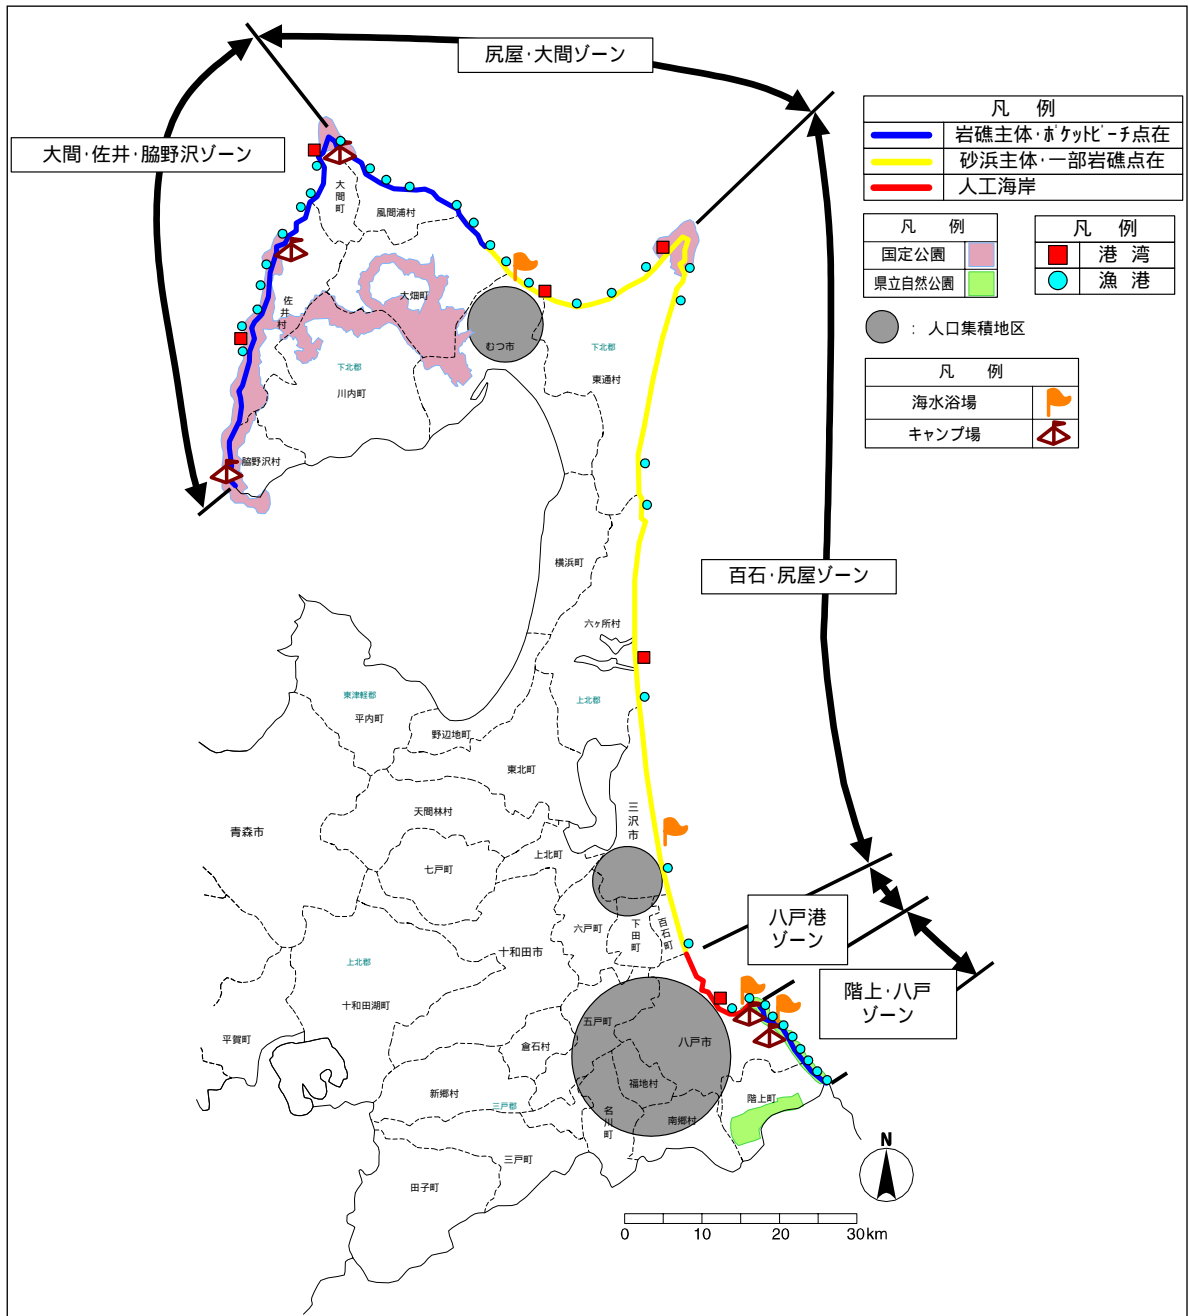 尻屋・大間ゾーン
大間・佐井・脇野沢ゾーン
百石・尻屋ゾーン
八戸港
ゾーン
階上・八戸
ゾーン
凡 例
岩礁主体・ポケットビーチ点在
砂浜主体・一部岩礁点在
人工海岸
凡 例
国定公園
県立自然公園
凡 例
港 湾
漁 港
： 人口集積地区
凡 例
海水浴場
キャンプ場
大間町
風間浦村
大畑町
佐井村
むつ市
下北郡
川内町
下北郡
東通村
脇野沢村
横浜町
六ヶ所村
東津軽郡
平内町
上北郡
野辺地町
東北町
天間林村
三沢市
青森市
七戸町
上北町
六戸町
下田町
百石町
十和田市
上北郡
十和田湖町
平賀町
五戸町
倉石村
八戸市
新郷村
三戸郡
福地村
名川町
南郷村
階上町
三戸町
田子町
N
0 10 20 30km